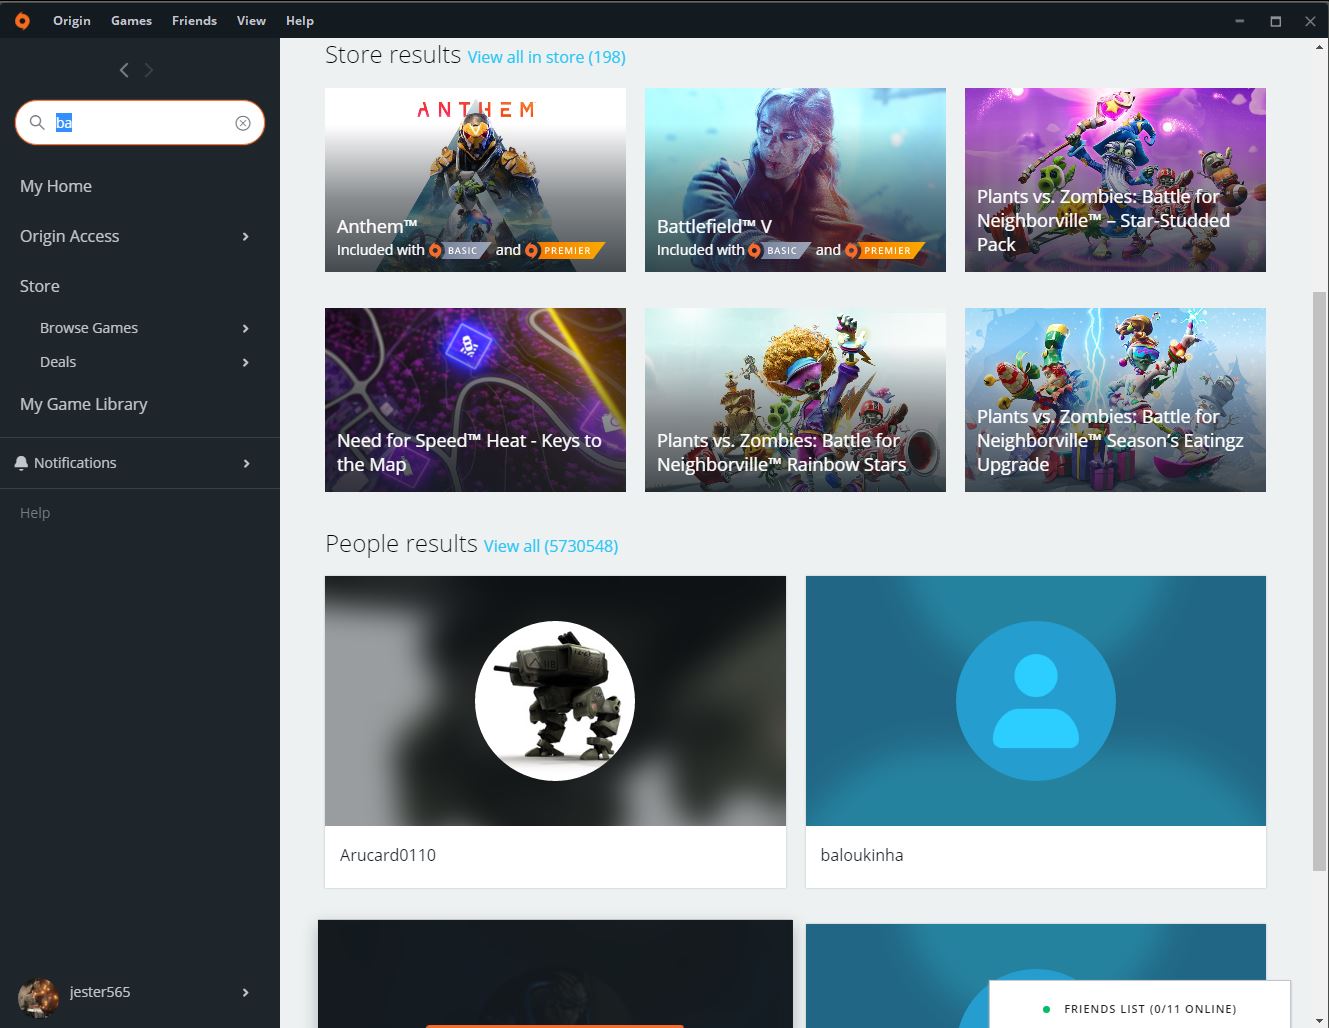 Origin Games Friends View Help
ba
My Home
Origin Access
Store
Browse Games
Deals
My Game Library
Notifications
Help
jester565
Store results View all in store (198)
ANTHEM
Anthem™
Included with BASIC and PREMIER
Battlefield™ V
Included with BASIC and PREMIER
Plants vs. Zombies: Battle for
Neighborville™ – Star-Studded
Pack
Need for Speed™ Heat - Keys to
the Map
Plants vs. Zombies: Battle for
Neighborville™ Rainbow Stars
Plants vs. Zombies: Battle for
Neighborville™ Season's Eatingz
Upgrade
People results View all (5730548)
Arucard0110
baloukinha
FRIENDS LIST (0/11 ONLINE)